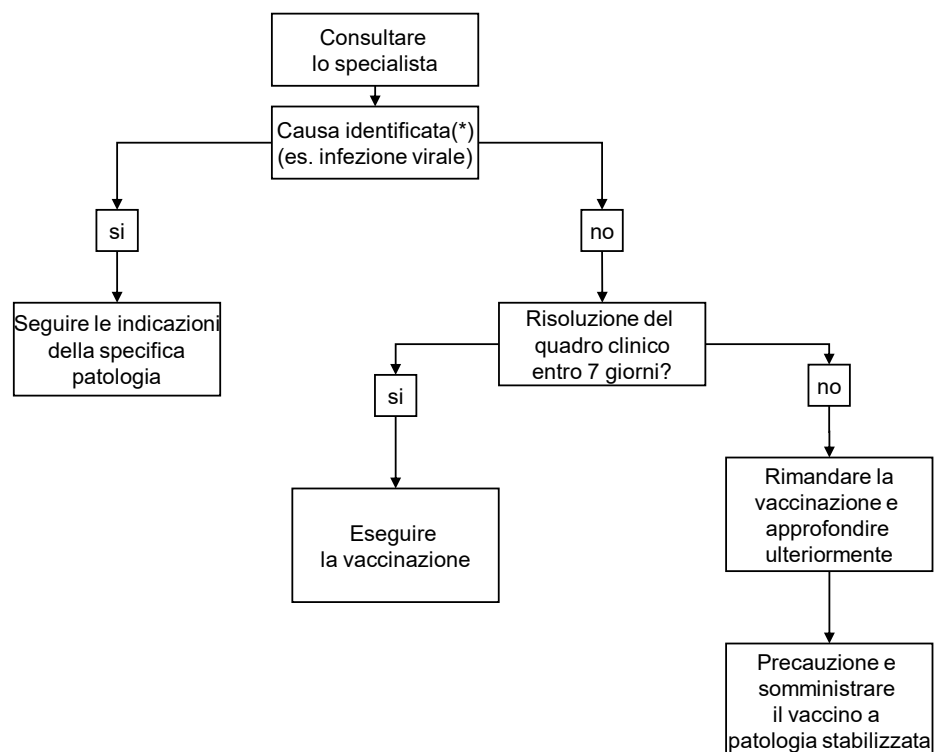 Consultare
lo specialista
Causa identificata(*)
(es. infezione virale)
si
no
Seguire le indicazioni
della specifica
patologia
Risoluzione del
quadro clinico
entro 7 giorni?
si
no
Eseguire
la vaccinazione
Rimandare la
vaccinazione e
approfondire
ulteriormente
Precauzione e
somministrare
il vaccino a
patologia stabilizzata